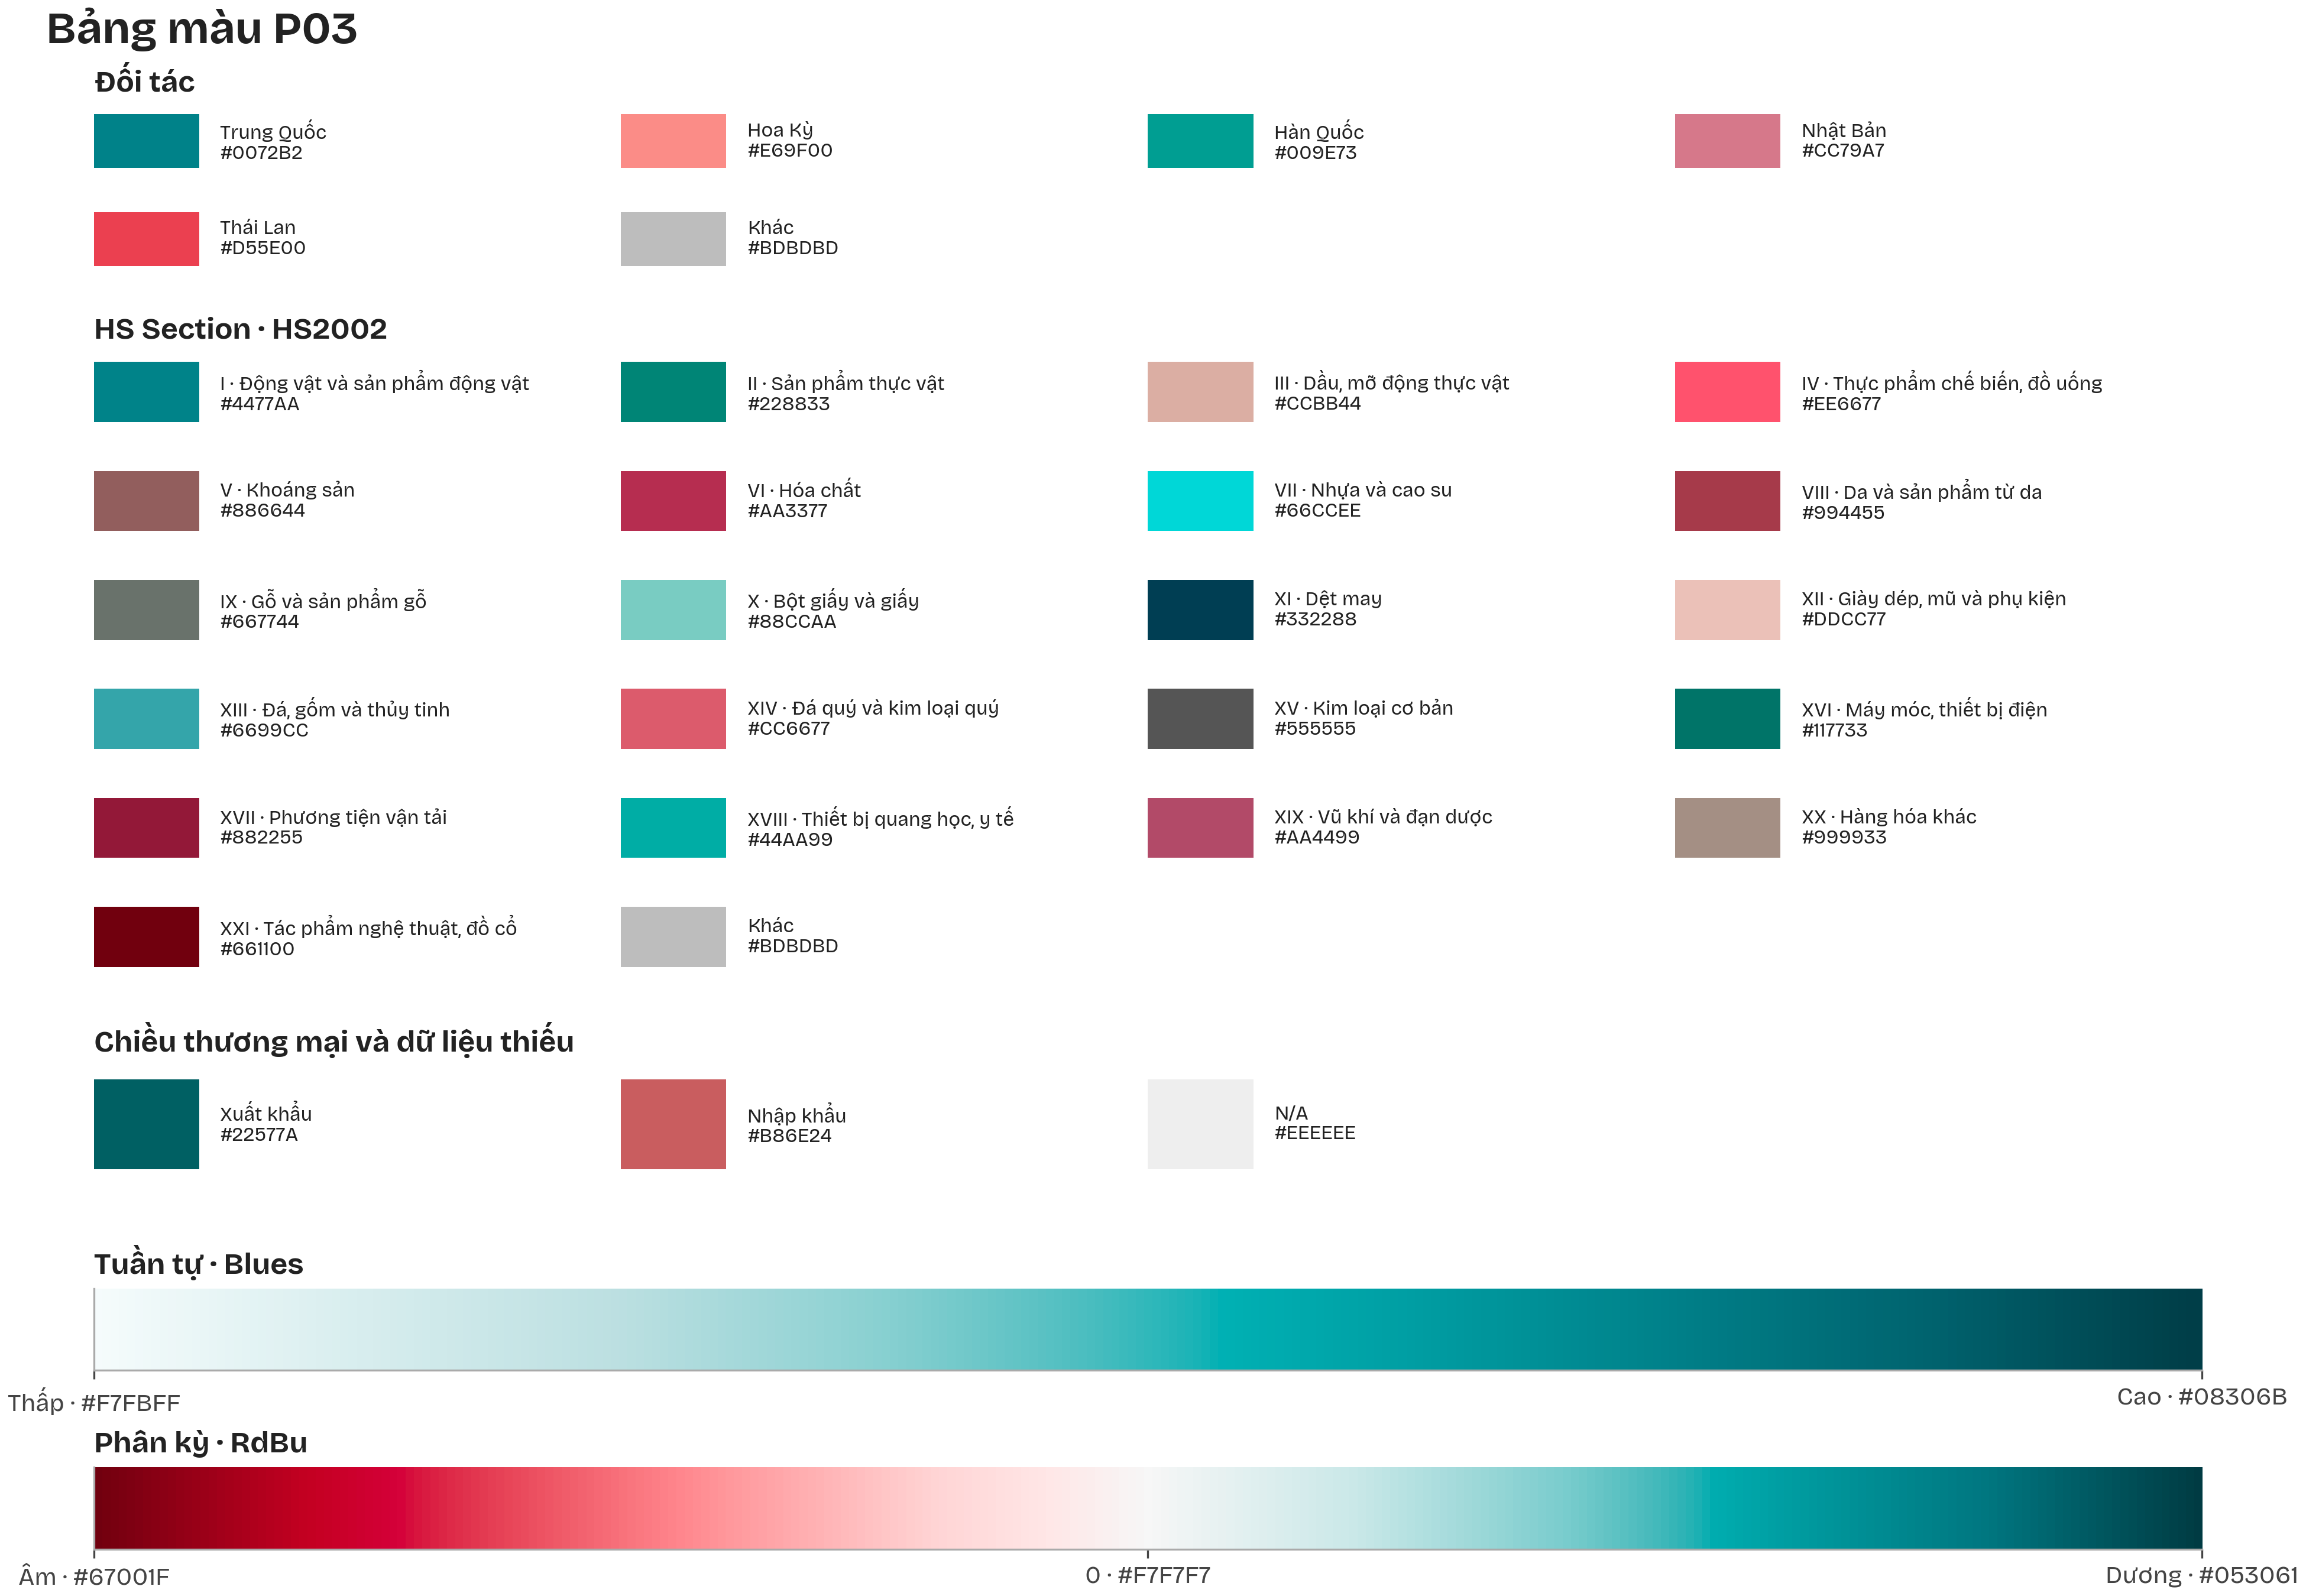 Bảng màu P03
Đối tác
Trung Quốc
#0072B2
Hoa Kỳ
#E69F00
Hàn Quốc
#009E73
Nhật Bản
#CC79A7
Thái Lan
#D55E00
Khác
#BDBDBD
HS Section · HS2002
I · Động vật và sản phẩm động vật
#4477AA
II · Sản phẩm thực vật
#228833
III · Dầu, mỡ động thực vật
#CCBB44
IV · Thực phẩm chế biến, đồ uống
#EE6677
V · Khoáng sản
#886644
VI · Hóa chất
#AA3377
VII · Nhựa và cao su
#66CCEE
VIII · Da và sản phẩm từ da
#994455
IX · Gỗ và sản phẩm gỗ
#667744
X · Bột giấy và giấy
#88CCAA
XI · Dệt may
#332288
XII · Giày dép, mũ và phụ kiện
#DDCC77
XIII · Đá, gốm và thủy tinh
#6699CC
XIV · Đá quý và kim loại quý
#CC6677
XV · Kim loại cơ bản
#555555
XVI · Máy móc, thiết bị điện
#117733
XVII · Phương tiện vận tải
#882255
XVIII · Thiết bị quang học, y tế
#44AA99
XIX · Vũ khí và đạn dược
#AA4499
XX · Hàng hóa khác
#999933
XXI · Tác phẩm nghệ thuật, đồ cổ
#661100
Khác
#BDBDBD
Chiều thương mại và dữ liệu thiếu
Xuất khẩu
#22577A
Nhập khẩu
#B86E24
N/A
#EEEEEE
Tuần tự · Blues
Thấp · #F7FBFF
Cao · #08306B
Phân kỳ · RdBu
Âm · #67001F
0 · #F7F7F7
Dương · #053061